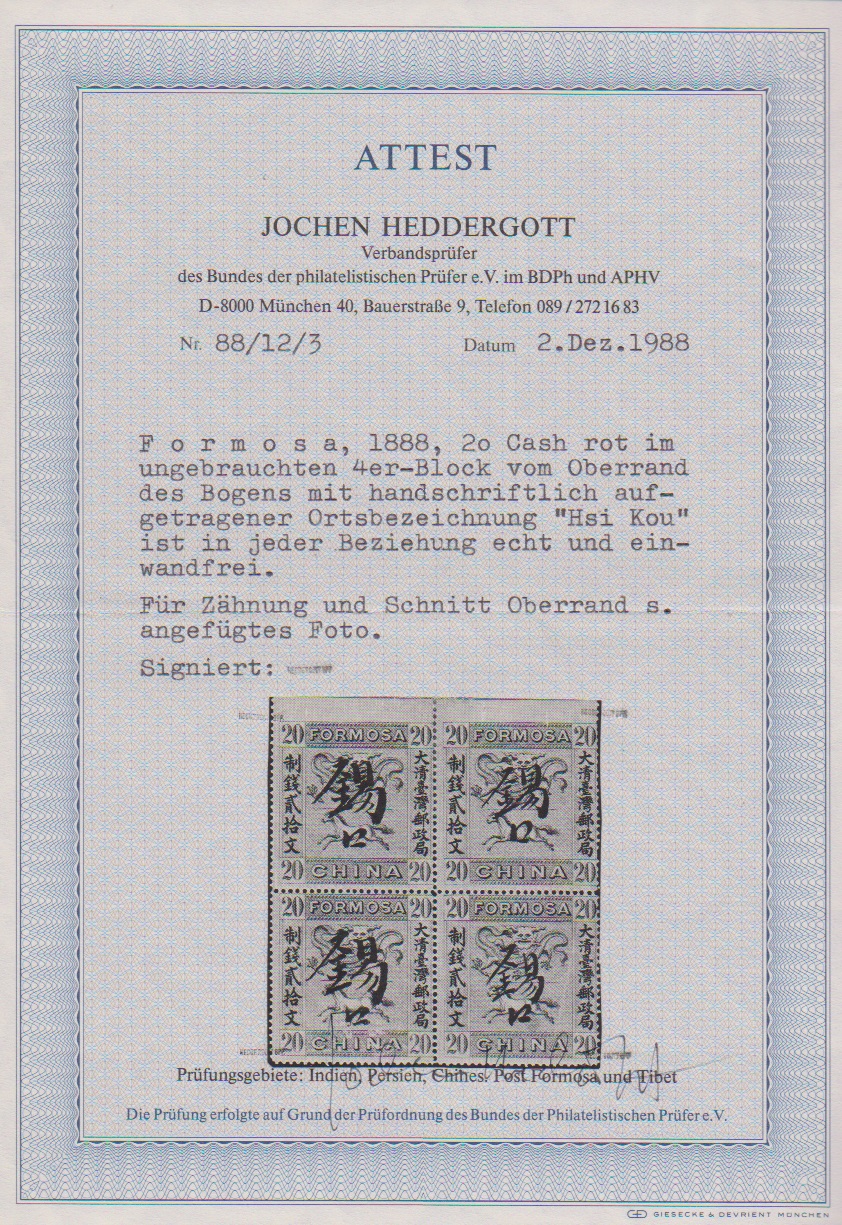 ATTEST
JOCHEN HEDDERGOTT
Verbandsprüfer
des Bundes der philatelistischen Prüfer e.V. im BDPh und APHV
D-8000 München 40, Bauerstraße 9, Telefon 089/2721683
Nr. 88/12/3 Datum 2.Dez.1988
F o r m o s a, 1888, 2o Cash rot im
ungebrauchten 4er-Block vom Oberrand
des Bogens mit handschriftlich auf-
getragener Ortsbezeichnung "Hsi Kou"
ist in jeder Beziehung echt und ein-
wandfrei.
Für Zähnung und Schnitt Oberrand s.
angefügtes Foto.
Signiert:
20 FORMOSA 20 20 FORMOSA 20
制錢貳拾文 錫口 大清臺灣郵政局 制錢貳拾文 錫口 大清臺灣郵政局
20 CHINA 20 20 CHINA 20
20 FORMOSA 20 20 FORMOSA 20
制錢貳拾文 錫口 大清臺灣郵政局 制錢貳拾文 錫口 大清臺灣郵政局
20 CHINA 20 20 CHINA 20
Prüfungsgebiete: Indien, Persien, Chines. Post Formosa und Tibet
Die Prüfung erfolgte auf Grund der Prüfordnung des Bundes der Philatelistischen Prüfer e.V.
GD GIESECKE & DEVRIENT MÜNCHEN